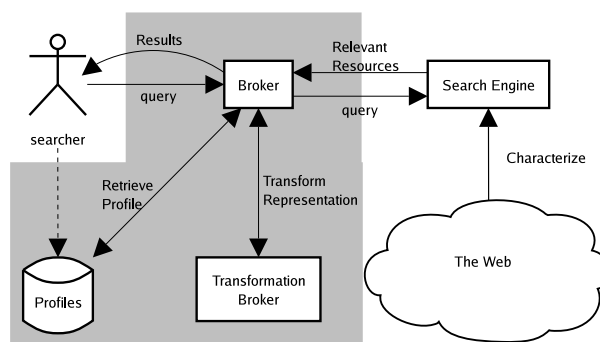 Results
Relevant
Resources
Broker
Search Engine
query
query
searcher
Characterize
Retrieve
Profile
Transform
Representation
The Web
Transformation
Broker
Profiles